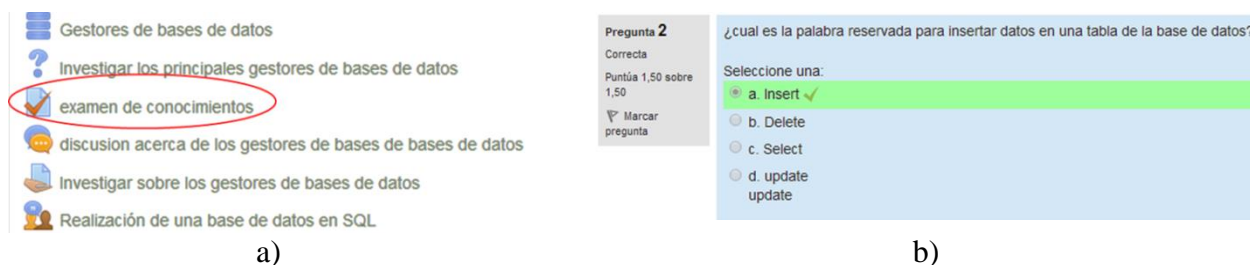 Gestores de bases de datos
Investigar los principales gestores de bases de datos
examen de conocimientos
discusion acerca de los gestores de bases de bases de datos
Investigar sobre los gestores de bases de datos
Realización de una base de datos en SQL
a)
Pregunta 2
Correcta
Puntúa 1,50 sobre
1,50
Marcar
pregunta
¿cual es la palabra reservada para insertar datos en una tabla de la base de datos?
Seleccione una:
a. Insert
b. Delete
c. Select
d. update
update
b)